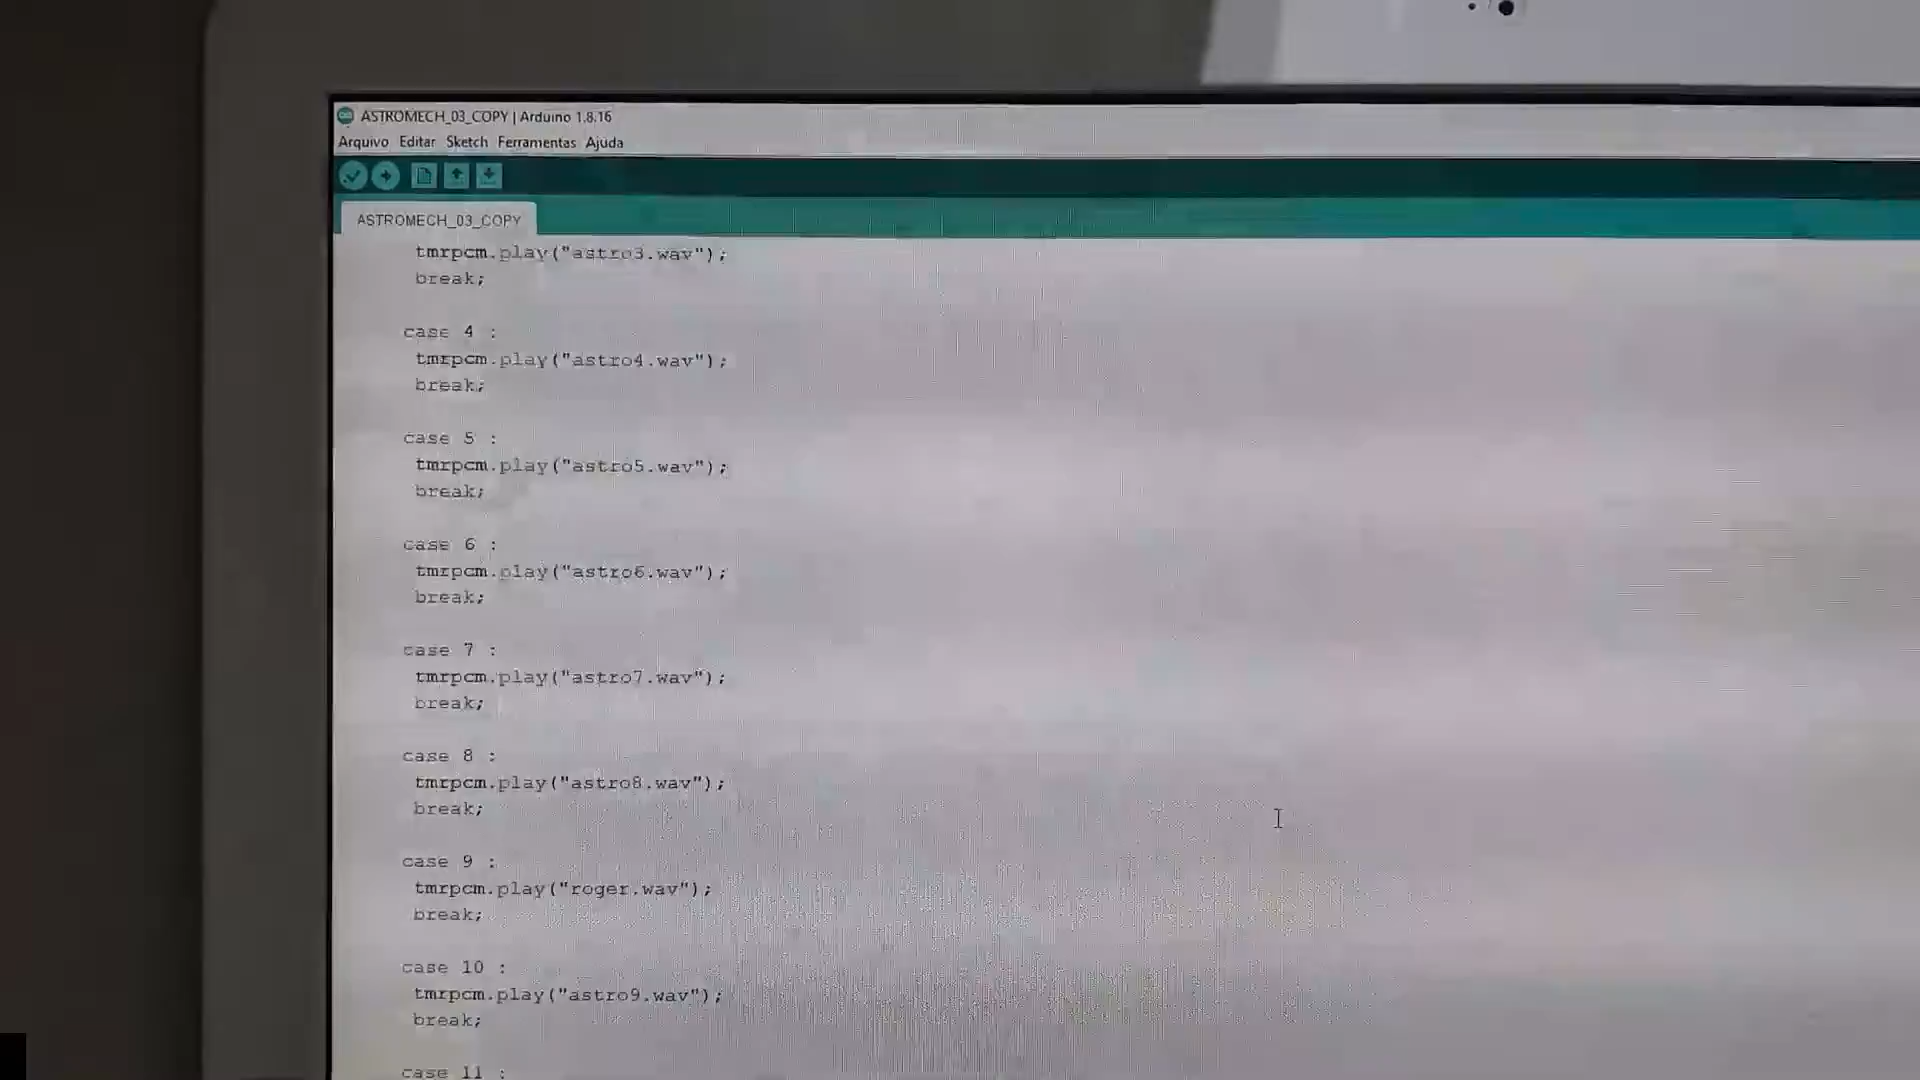 ASTROMECH_03_COPY | Arduino 1.8.16
Arquivo Editar Sketch Ferramentas Ajuda
ASTROMECH_03_COPY
tmrpcm.play("astro3.wav");
break;
case 4 :
tmrpcm.play("astro4.wav");
break;
case 5 :
tmrpcm.play("astro5.wav");
break;
case 6 :
tmrpcm.play("astro6.wav");
break;
case 7 :
tmrpcm.play("astro7.wav");
break;
case 8 :
tmrpcm.play("astro8.wav");
break;
case 9 :
tmrpcm.play("roger.wav");
break;
case 10 :
tmrpcm.play("astro9.wav");
break;
case 11 :